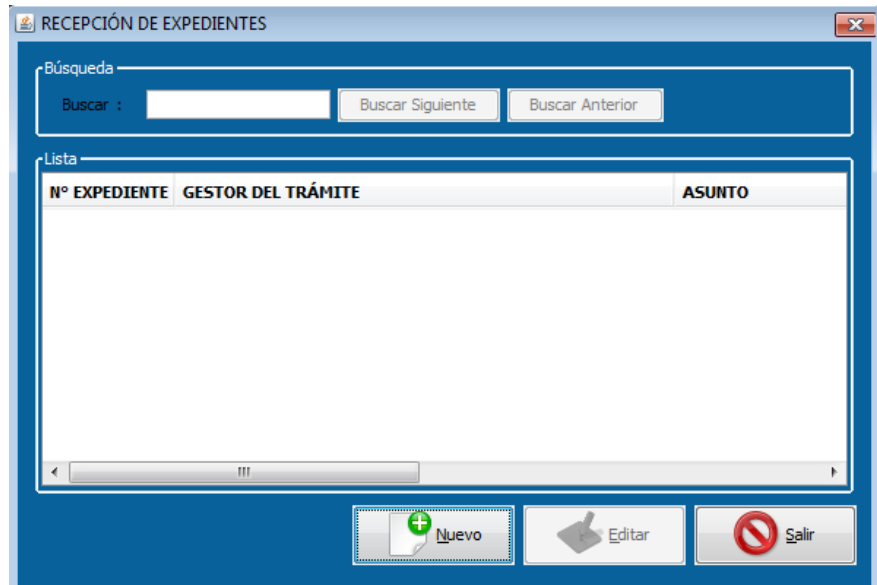 RECEPCIÓN DE EXPEDIENTES
Búsqueda
Buscar : Buscar Siguiente Buscar Anterior
Lista
N° EXPEDIENTE GESTOR DEL TRÁMITE ASUNTO
Nuevo Editar Salir